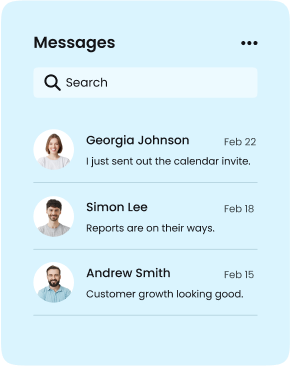 Messages
Search
Georgia Johnson Feb 22
I just sent out the calendar invite.
Simon Lee Feb 18
Reports are on their ways.
Andrew Smith Feb 15
Customer growth looking good.